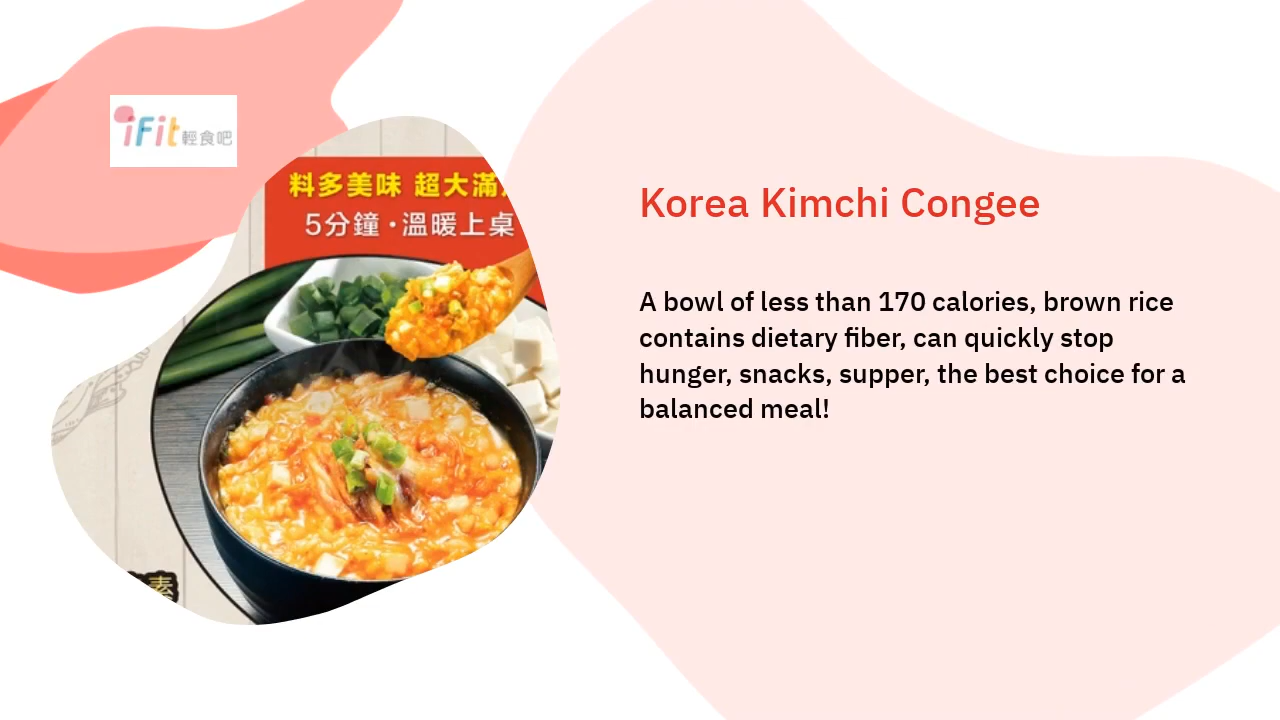 iFit 輕食吧
料多美味 超大滿
5分鐘・溫暖上桌
素
Korea Kimchi Congee
A bowl of less than 170 calories, brown rice
contains dietary fiber, can quickly stop
hunger, snacks, supper, the best choice for a
balanced meal!